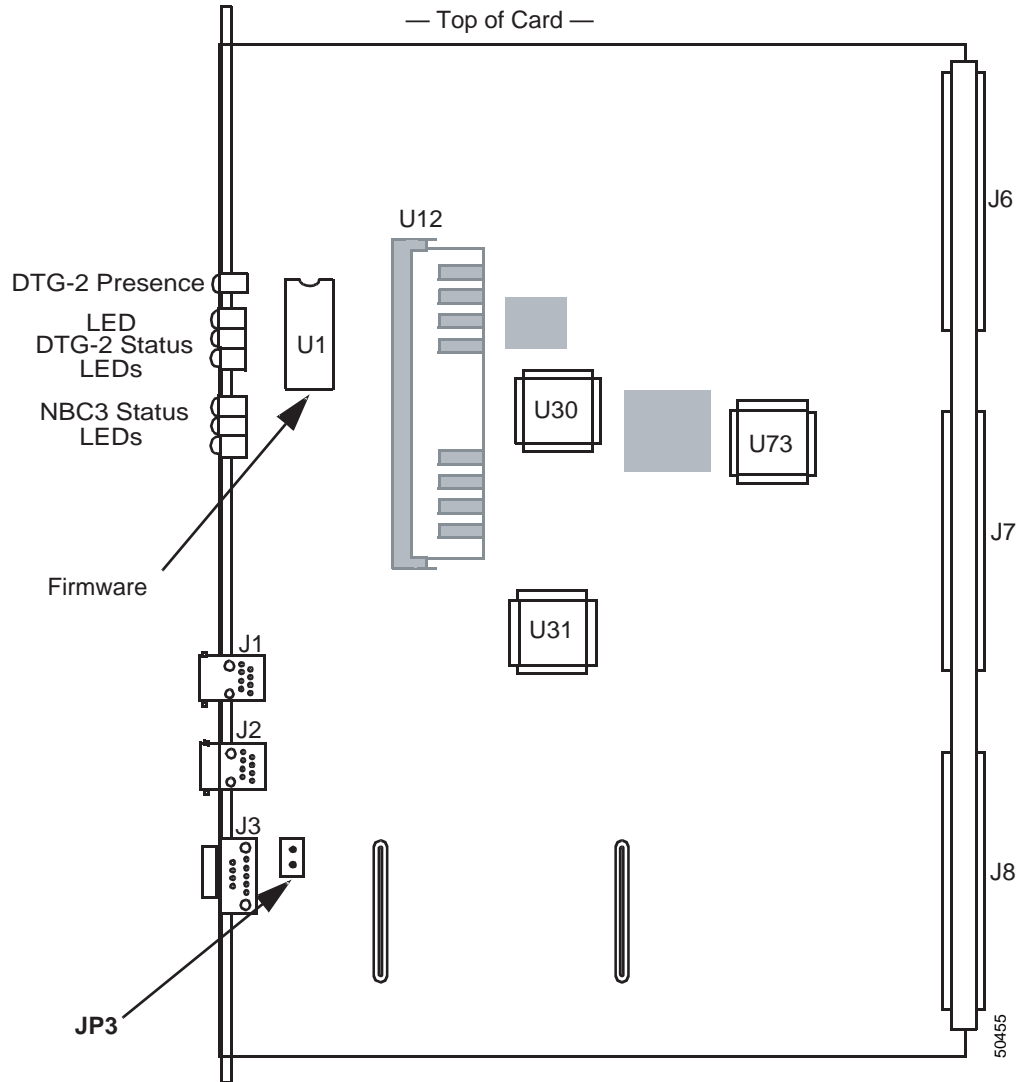 — Top of Card —
J6
U12
DTG-2 Presence
LED
DTG-2 Status
LEDs
U1
NBC3 Status
LEDs
U30
U73
J7
Firmware
U31
J1
J2
J3
J8
JP3
50455